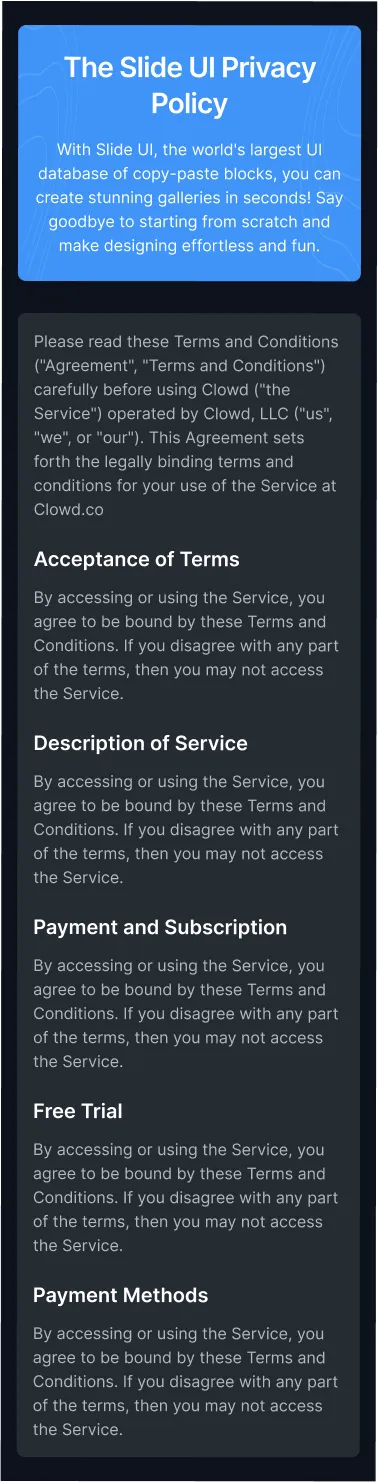 The Slide UI Privacy
Policy
With Slide UI, the world's largest UI
database of copy-paste blocks, you can
create stunning galleries in seconds! Say
goodbye to starting from scratch and
make designing effortless and fun.
Please read these Terms and Conditions
("Agreement", "Terms and Conditions")
carefully before using Clowd ("the
Service") operated by Clowd, LLC ("us",
"we", or "our"). This Agreement sets
forth the legally binding terms and
conditions for your use of the Service at
Clowd.co
Acceptance of Terms
By accessing or using the Service, you
agree to be bound by these Terms and
Conditions. If you disagree with any part
of the terms, then you may not access
the Service.
Description of Service
By accessing or using the Service, you
agree to be bound by these Terms and
Conditions. If you disagree with any part
of the terms, then you may not access
the Service.
Payment and Subscription
By accessing or using the Service, you
agree to be bound by these Terms and
Conditions. If you disagree with any part
of the terms, then you may not access
the Service.
Free Trial
By accessing or using the Service, you
agree to be bound by these Terms and
Conditions. If you disagree with any part
of the terms, then you may not access
the Service.
Payment Methods
By accessing or using the Service, you
agree to be bound by these Terms and
Conditions. If you disagree with any part
of the terms, then you may not access
the Service.